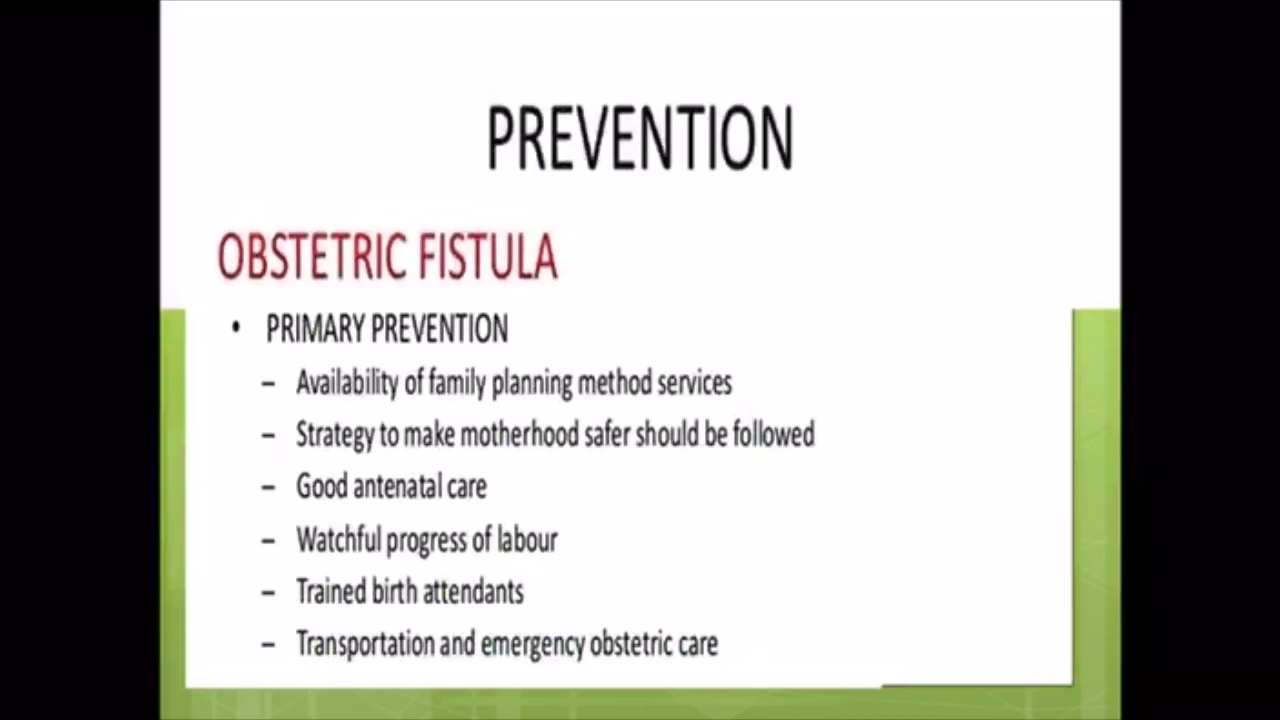 PREVENTION
OBSTETRIC FISTULA
• PRIMARY PREVENTION
– Availability of family planning method services
– Strategy to make motherhood safer should be followed
– Good antenatal care
– Watchful progress of labour
– Trained birth attendants
– Transportation and emergency obstetric care